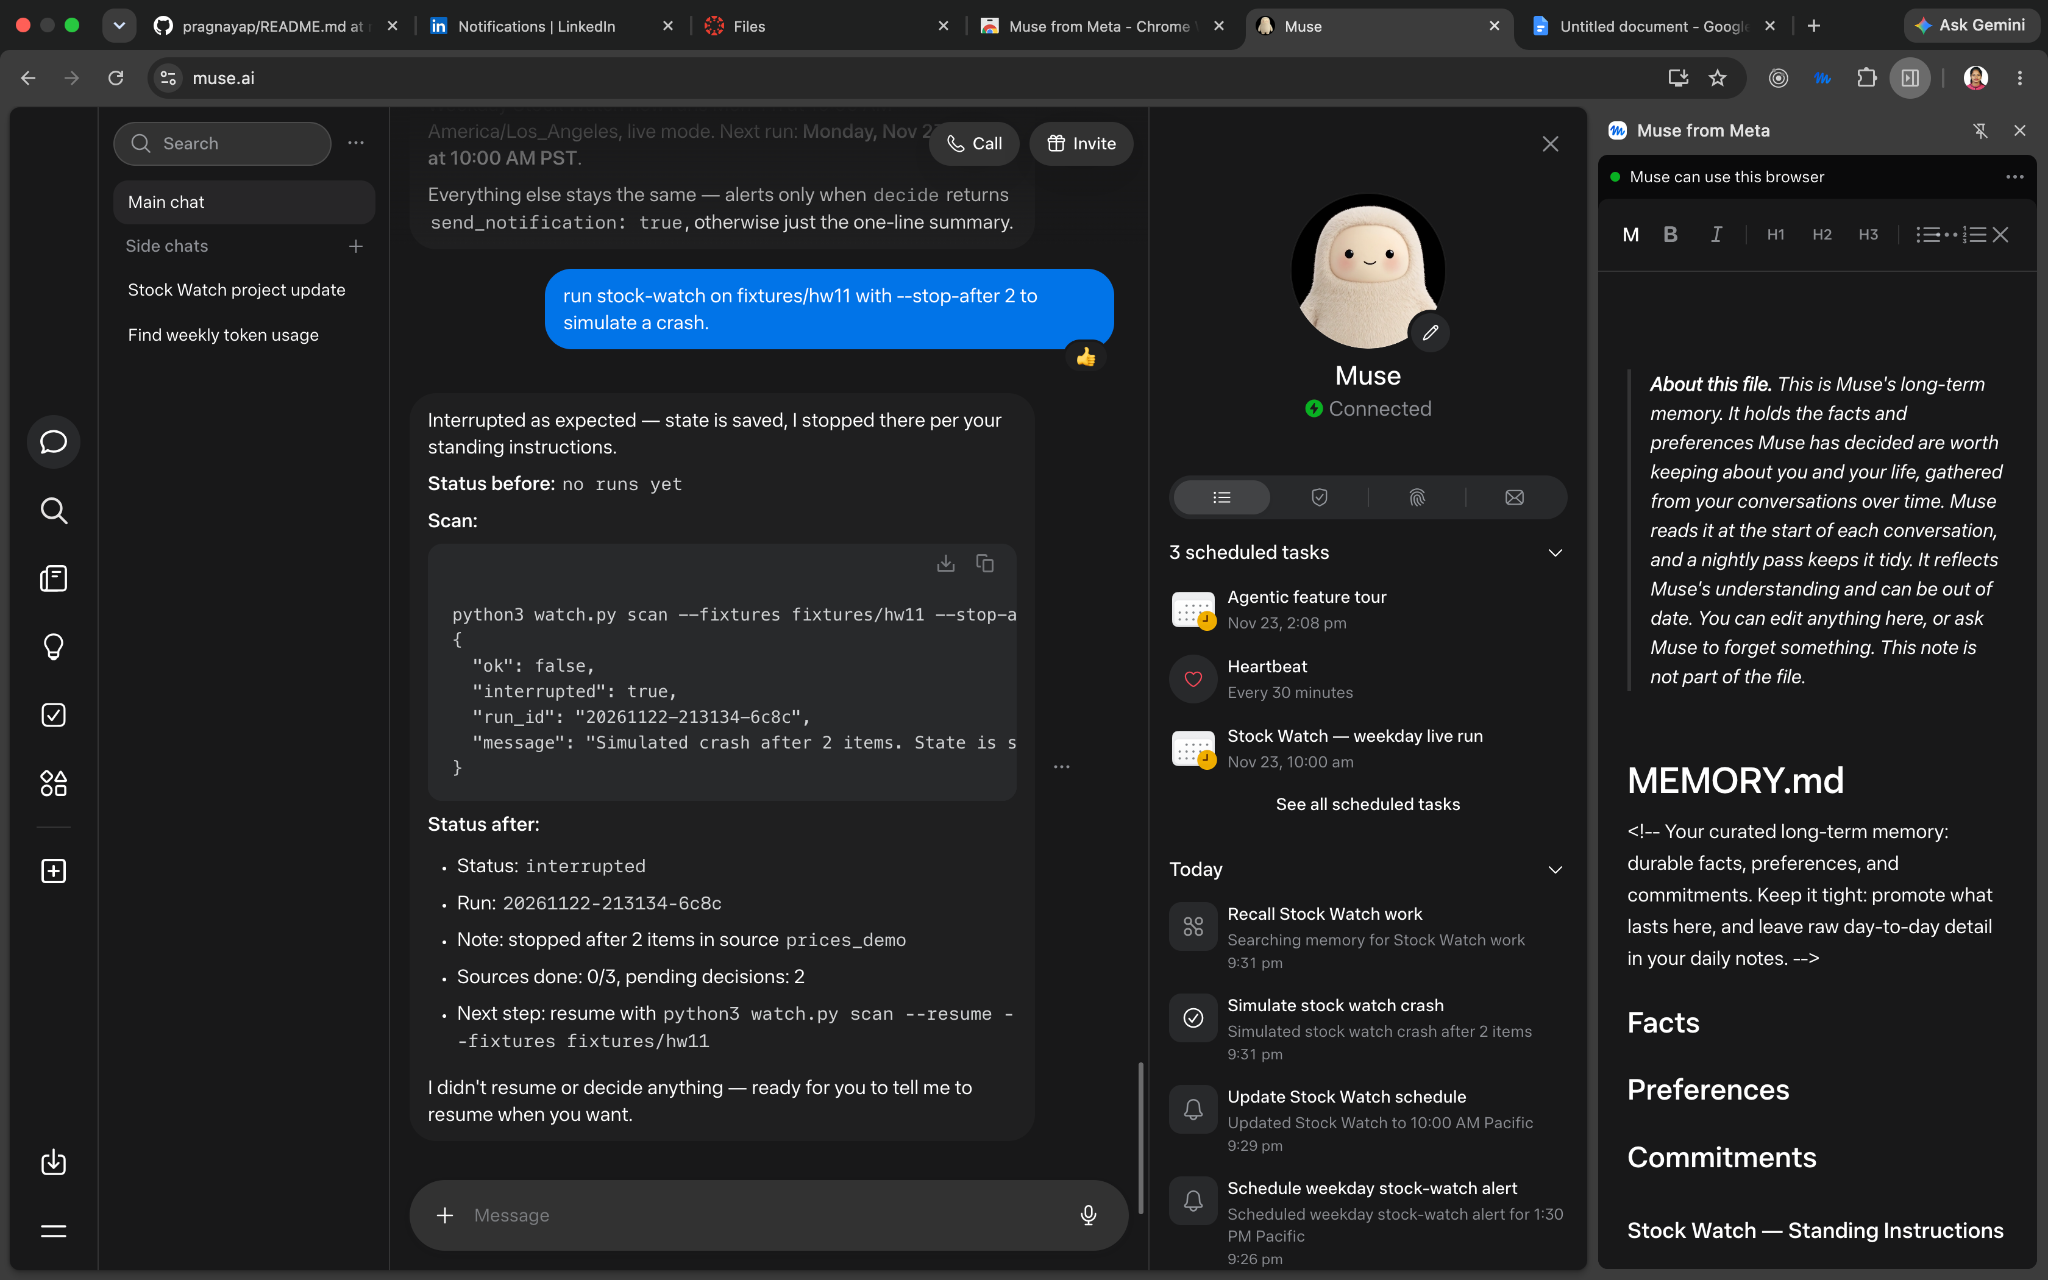 pragnayap/README.md at
Notifications | LinkedIn
Files
Muse from Meta - Chrome
Muse
Untitled document - Google
Ask Gemini
muse.ai
Search
Main chat
Side chats
Stock Watch project update
Find weekly token usage
America/Los_Angeles, live mode. Next run: Monday, Nov 2
at 10:00 AM PST.
Call
Invite
Everything else stays the same — alerts only when decide returns
send_notification: true, otherwise just the one-line summary.
run stock-watch on fixtures/hw11 with --stop-after 2 to
simulate a crash.
👍
Interrupted as expected — state is saved, I stopped there per your
standing instructions.
Status before: no runs yet
Scan:
python3 watch.py scan --fixtures fixtures/hw11 --stop-a
{
"ok": false,
"interrupted": true,
"run_id": "20261122-213134-6c8c",
"message": "Simulated crash after 2 items. State is s
}
Status after:
• Status: interrupted
• Run: 20261122-213134-6c8c
• Note: stopped after 2 items in source prices_demo
• Sources done: 0/3, pending decisions: 2
• Next step: resume with python3 watch.py scan --resume -
-fixtures fixtures/hw11
I didn't resume or decide anything — ready for you to tell me to
resume when you want.
Message
Muse
Connected
3 scheduled tasks
Agentic feature tour
Nov 23, 2:08 pm
Heartbeat
Every 30 minutes
Stock Watch — weekday live run
Nov 23, 10:00 am
See all scheduled tasks
Today
Recall Stock Watch work
Searching memory for Stock Watch work
9:31 pm
Simulate stock watch crash
Simulated stock watch crash after 2 items
9:31 pm
Update Stock Watch schedule
Updated Stock Watch to 10:00 AM Pacific
9:29 pm
Schedule weekday stock-watch alert
Scheduled weekday stock-watch alert for 1:30
PM Pacific
9:26 pm
Muse from Meta
Muse can use this browser
M B I H1 H2 H3
About this file. This is Muse's long-term
memory. It holds the facts and
preferences Muse has decided are worth
keeping about you and your life, gathered
from your conversations over time. Muse
reads it at the start of each conversation,
and a nightly pass keeps it tidy. It reflects
Muse's understanding and can be out of
date. You can edit anything here, or ask
Muse to forget something. This note is
not part of the file.
MEMORY.md
<!-- Your curated long-term memory:
durable facts, preferences, and
commitments. Keep it tight: promote what
lasts here, and leave raw day-to-day detail
in your daily notes. -->
Facts
Preferences
Commitments
Stock Watch — Standing Instructions